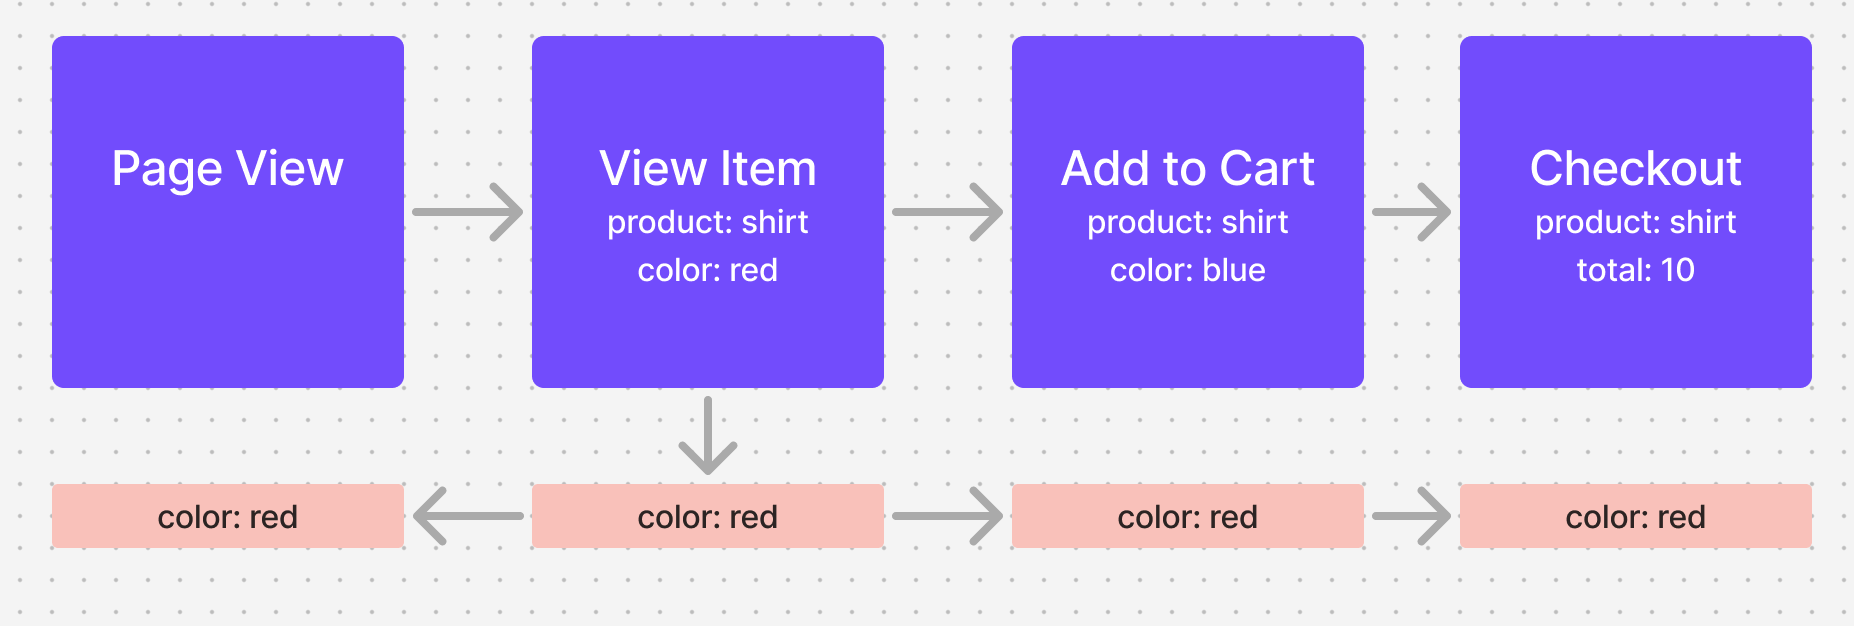 Page View
View Item
product: shirt
color: red
Add to Cart
product: shirt
color: blue
Checkout
product: shirt
total: 10
color: red
color: red
color: red
color: red